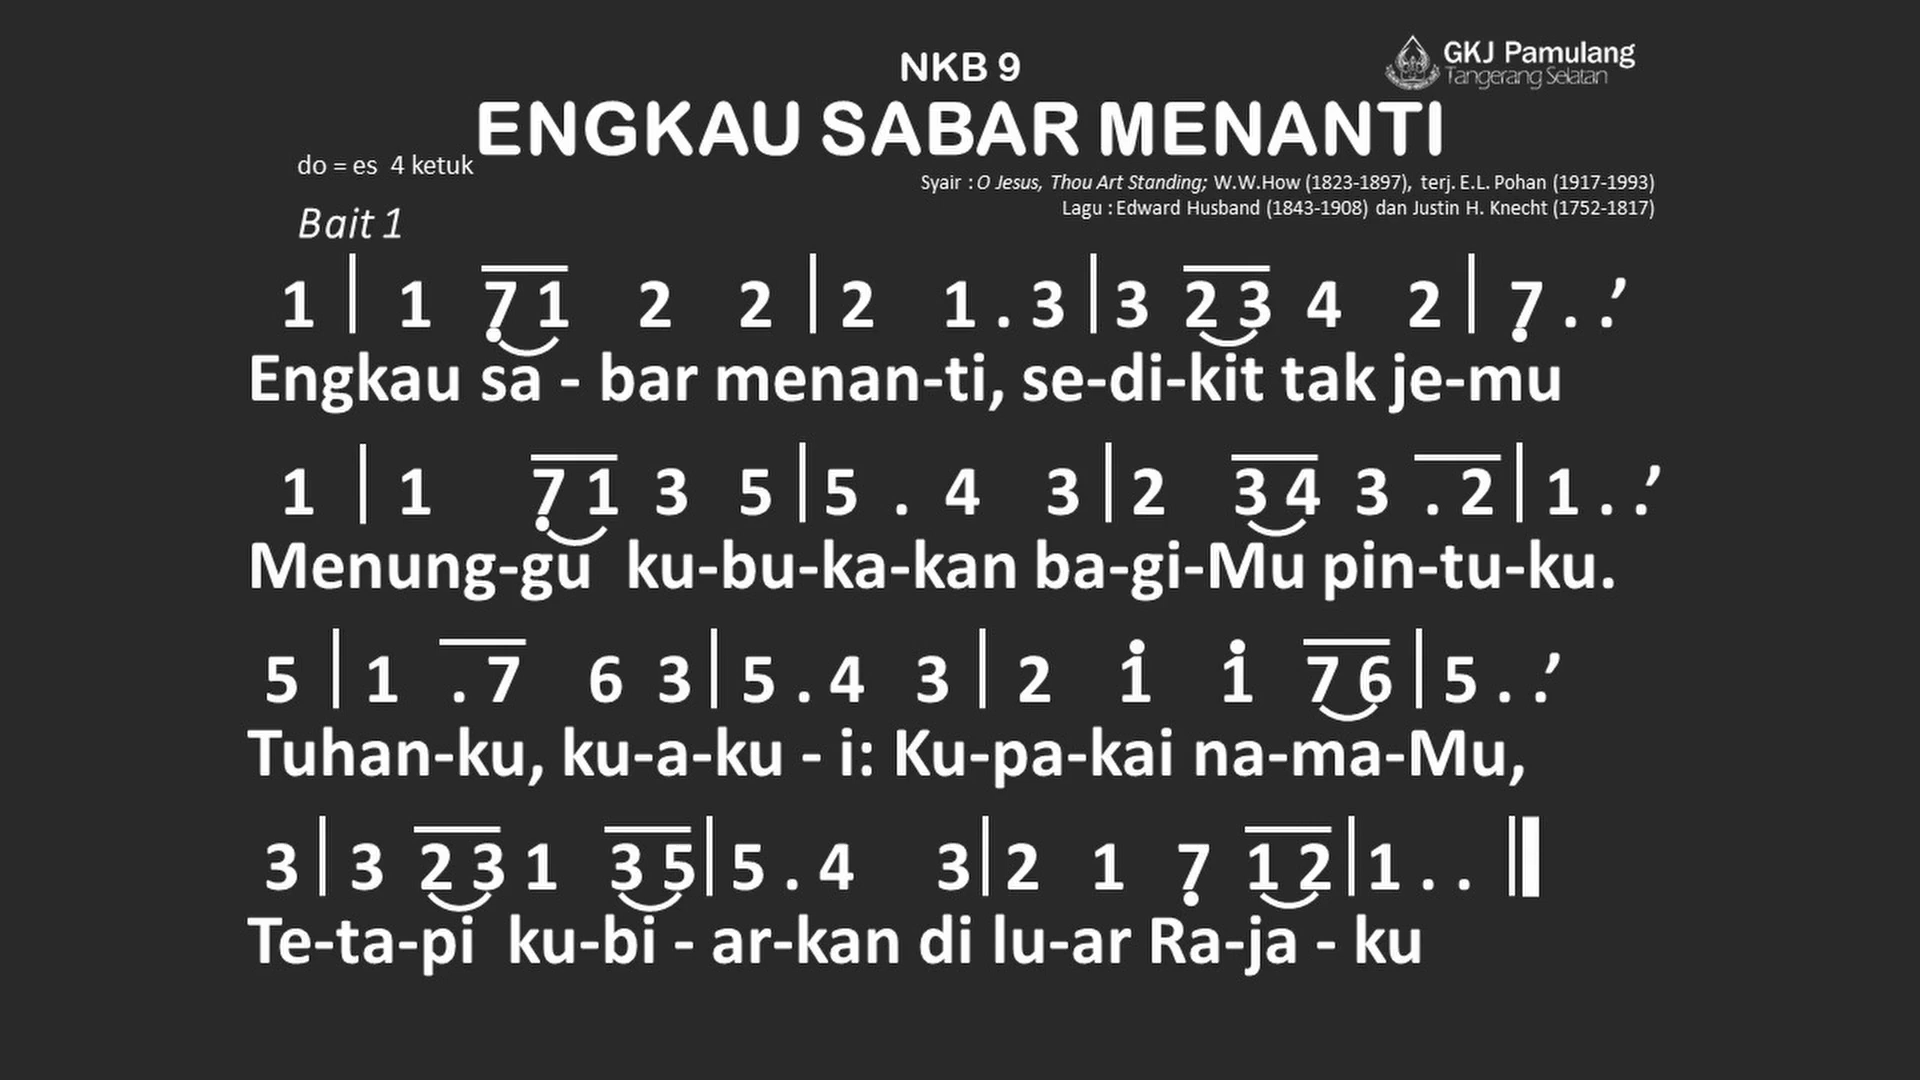 NKB 9
GKJ Pamulang
Tangerang Selatan
ENGKAU SABAR MENANTI
do = es 4 ketuk
Syair : O Jesus, Thou Art Standing; W.W.How (1823-1897), terj. E.L. Pohan (1917-1993)
Lagu : Edward Husband (1843-1908) dan Justin H. Knecht (1752-1817)
Bait 1
1 | 1 7̣ 1 2 2 | 2 1 . 3 | 3 2 3 4 2 | 7̣ . . ’
Engkau sa - bar menan-ti, se-di-kit tak je-mu
1 | 1 7̣ 1 3 5 | 5 . 4 3 | 2 3 4 3 . 2 | 1 . . ’
Menung-gu ku-bu-ka-kan ba-gi-Mu pin-tu-ku.
5 | 1 . 7 6 3 | 5 . 4 3 | 2 1̇ 1̇ 7 6 | 5 . . ’
Tuhan-ku, ku-a-ku - i: Ku-pa-kai na-ma-Mu,
3 | 3 2 3 1 3 5 | 5 . 4 3 | 2 1 7̣ 1 2 | 1 . . ||
Te-ta-pi ku-bi - ar-kan di lu-ar Ra-ja - ku